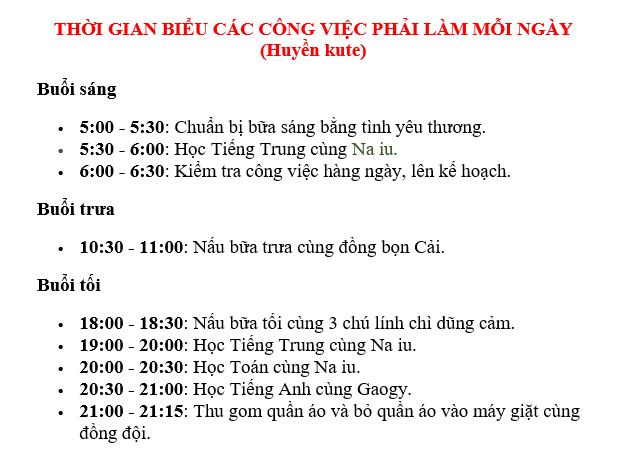 THỜI GIAN BIỂU CÁC CÔNG VIỆC PHẢI LÀM MỖI NGÀY
(Huyền kute)
Buổi sáng
• 5:00 - 5:30: Chuẩn bị bữa sáng bằng tình yêu thương.
• 5:30 - 6:00: Học Tiếng Trung cùng Na iu.
• 6:00 - 6:30: Kiểm tra công việc hàng ngày, lên kế hoạch.
Buổi trưa
• 10:30 - 11:00: Nấu bữa trưa cùng đồng bọn Cải.
Buổi tối
• 18:00 - 18:30: Nấu bữa tối cùng 3 chú lính chì dũng cảm.
• 19:00 - 20:00: Học Tiếng Trung cùng Na iu.
• 20:00 - 20:30: Học Toán cùng Na iu.
• 20:30 - 21:00: Học Tiếng Anh cùng Gaogy.
• 21:00 - 21:15: Thu gom quần áo và bỏ quần áo vào máy giặt cùng
đồng đội.